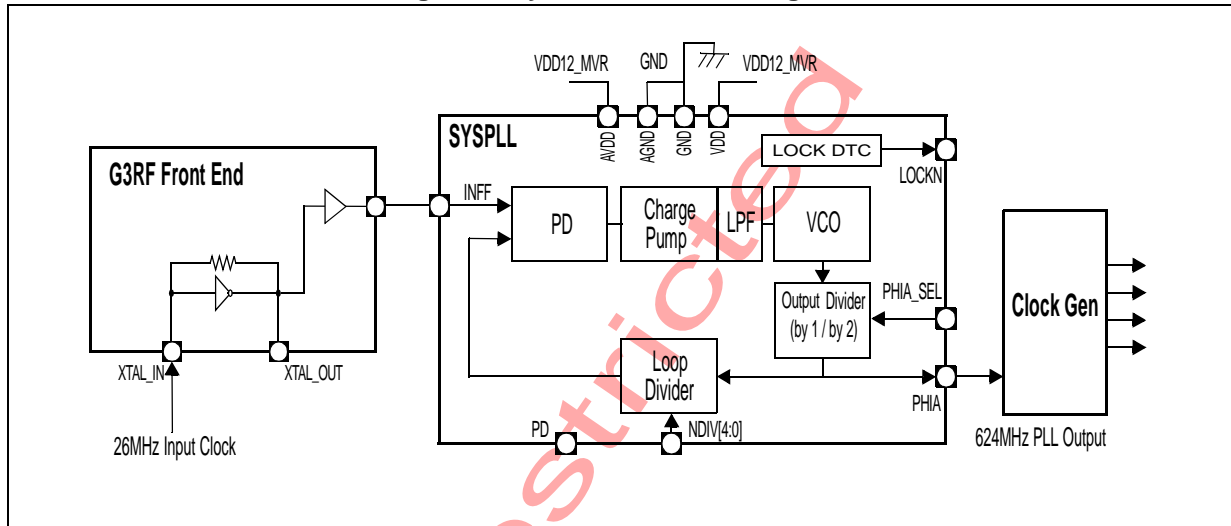 VDD12_MVR
GND
VDD12_MVR
SYSPLL
AVDD
AGND
GND
VDD
LOCK DTC
LOCKN
G3RF Front End
INFF
PD
Charge
Pump
LPF
VCO
PHIA_SEL
Output Divider
(by 1 / by 2)
Clock Gen
Loop
Divider
XTAL_IN
XTAL_OUT
PHIA
PD
NDIV[4:0]
26MHz Input Clock
624MHz PLL Output